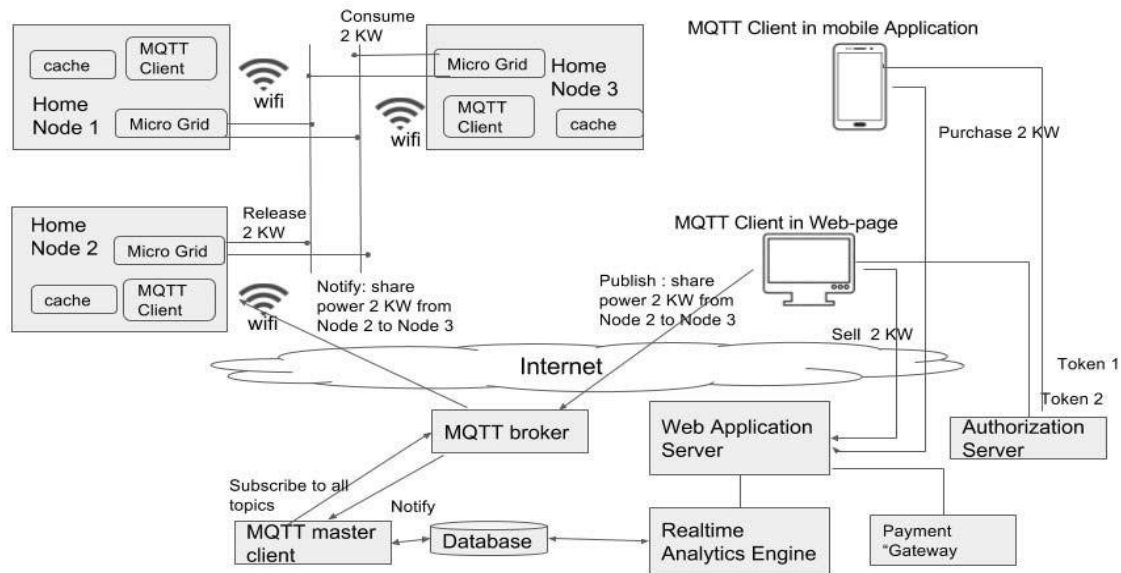 MQTT
Client
cache
Home
Node 1
Micro Grid
wifi
Consume
2 KW
Micro Grid
Home
Node 3
MQTT
Client
cache
wifi
MQTT Client in mobile Application
Purchase 2 KW
Home
Node 2
Micro Grid
cache
MQTT
Client
Release
2 KW
wifi
Notify: share
power 2 KW from
Node 2 to Node 3
MQTT Client in Web-page
Publish : share
power 2 KW from
Node 2 to Node 3
Sell 2 KW
Internet
Token 1
Token 2
MQTT broker
Web Application
Server
Authorization
Server
Subscribe to all
topics
Notify
MQTT master
client
Database
Realtime
Analytics Engine
Payment
“Gateway